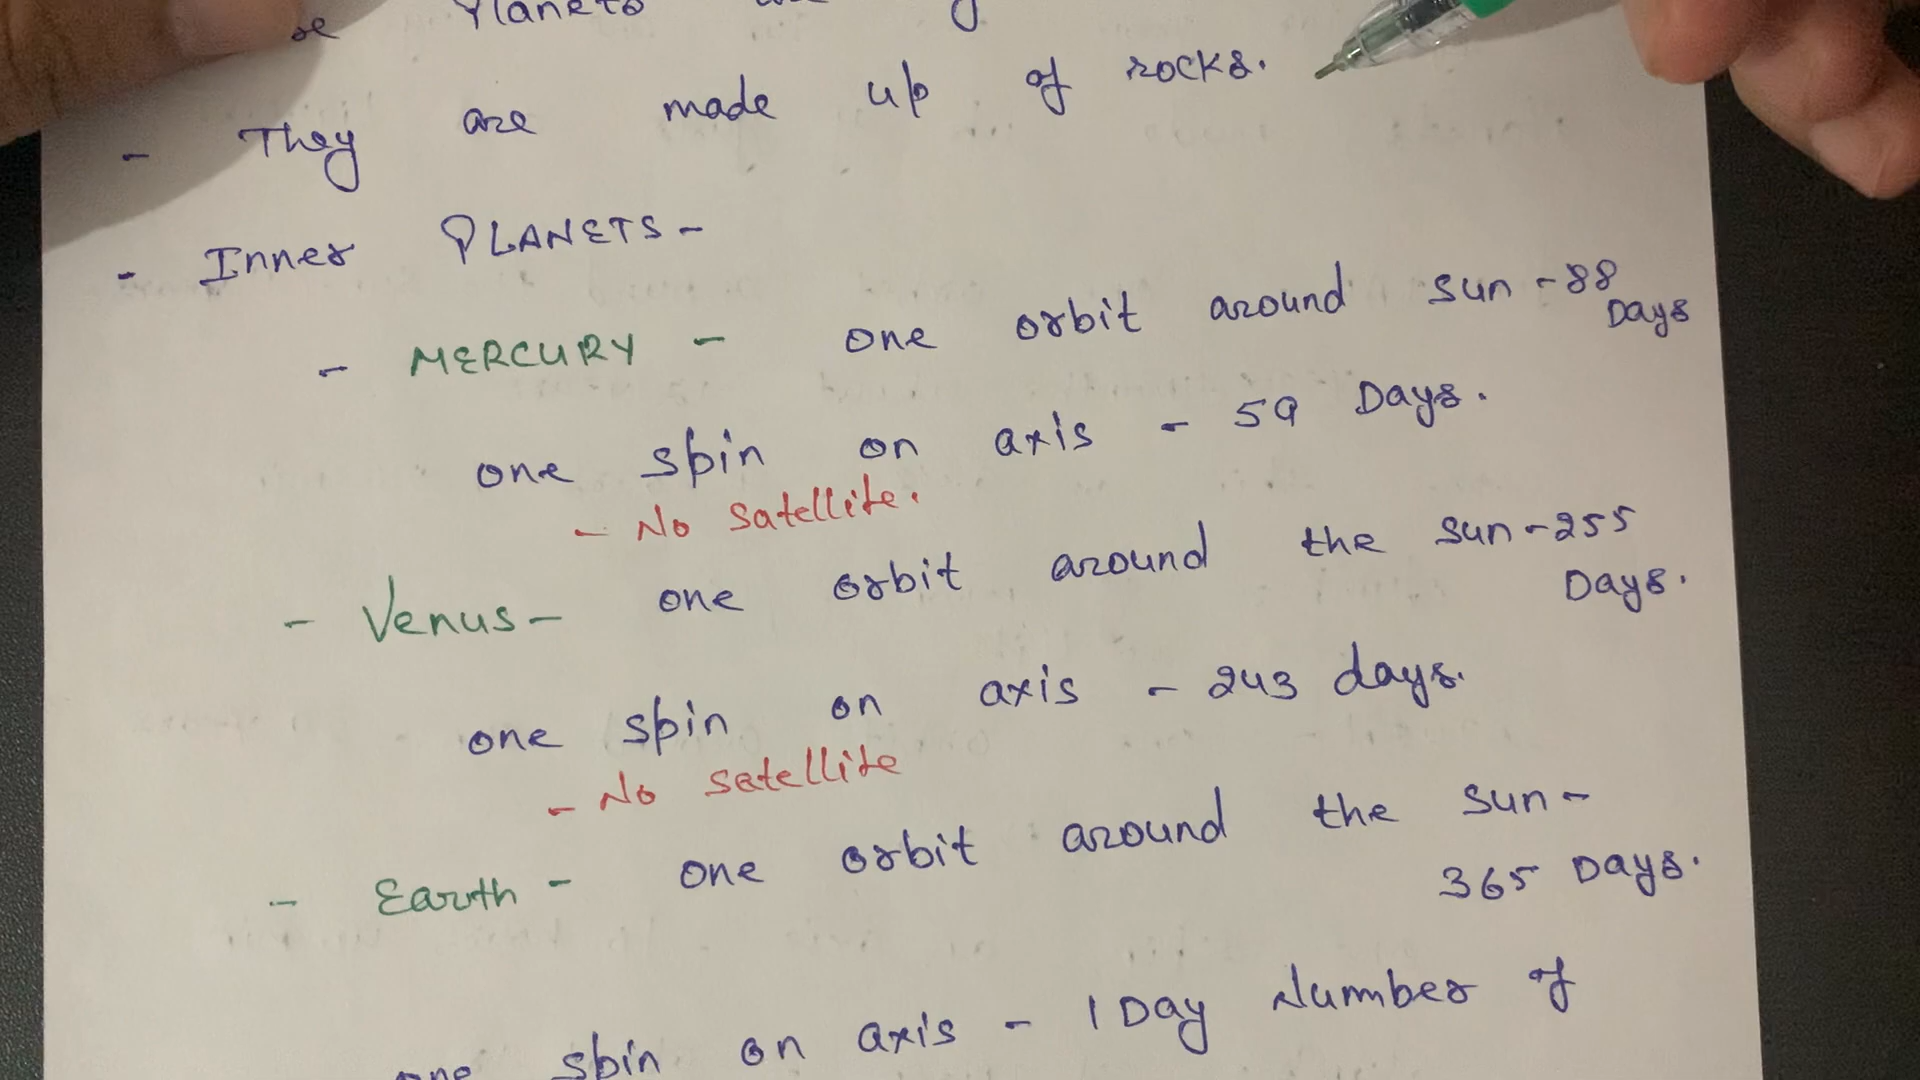 Planets
- They are made up of rocks.
- Inner PLANETS -
- MERCURY - one orbit around sun - 88 Days
one spin on axis - 59 Days.
- No satellite.
- Venus - one orbit around the sun - 255 Days.
one spin on axis - 243 days.
- No satellite
- Earth - one orbit around the sun -
365 Days.
one spin on axis - 1 Day Number of